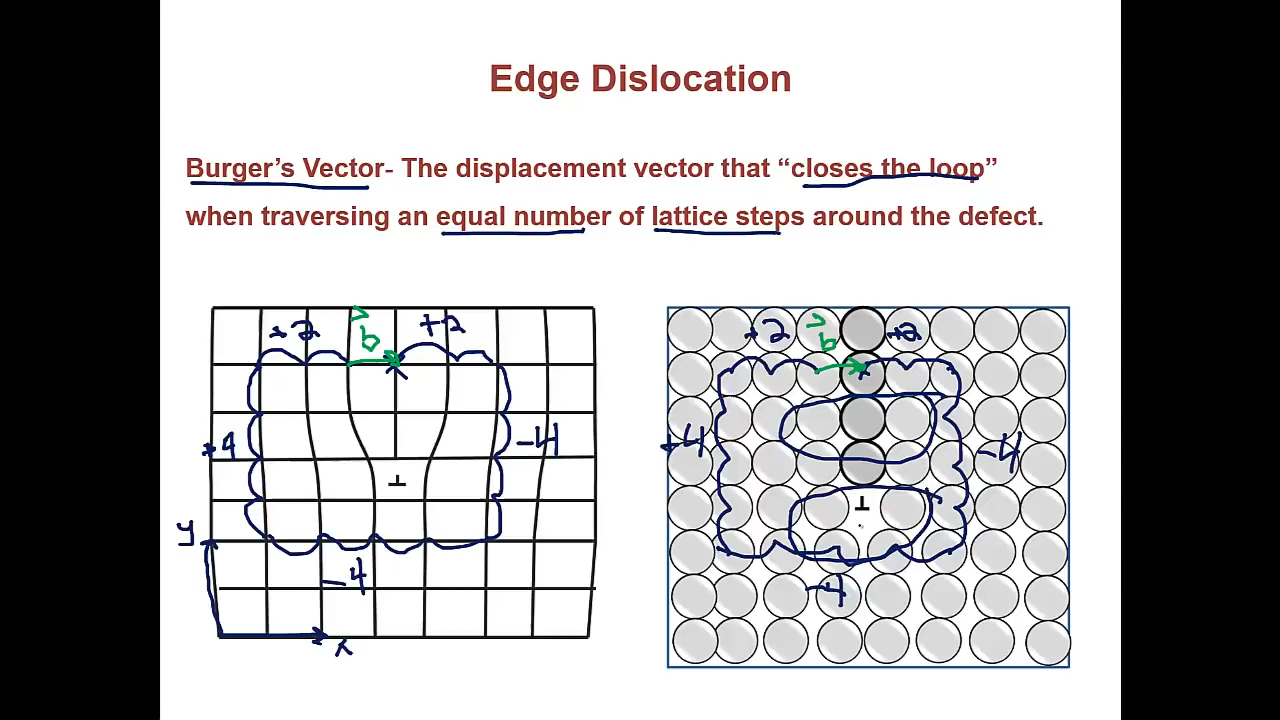 Edge Dislocation
Burger’s Vector- The displacement vector that “closes the loop”
when traversing an equal number of lattice steps around the defect.
+2 b +2
+4 -4
-4
y
x
+2 b +2
+4 -4
-4